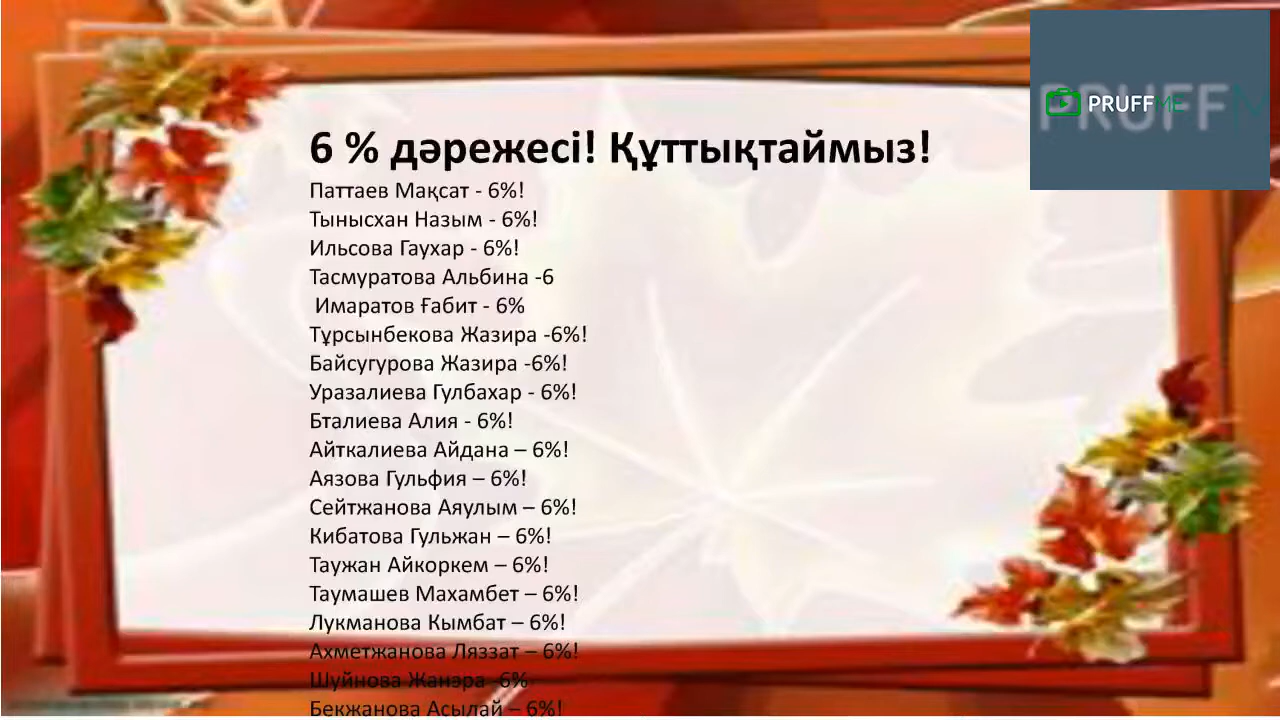 6 % дәрежесі! Құттықтаймыз!
Паттаев Мақсат - 6%!
Тынысхан Назым - 6%!
Ильсова Гаухар - 6%!
Тасмуратова Альбина -6
Имаратов Ғабит - 6%
Тұрсынбекова Жазира -6%!
Байсугурова Жазира -6%!
Уразалиева Гулбахар - 6%!
Бталиева Алия - 6%!
Айткалиева Айдана – 6%!
Аязова Гульфия – 6%!
Сейтжанова Аяулым – 6%!
Кибатова Гульжан – 6%!
Таужан Айкоркем – 6%!
Таумашев Махамбет – 6%!
Лукманова Кымбат – 6%!
Ахметжанова Ляззат – 6%!
Шуйнова Жанэра -6%
Бекжанова Асылай – 6%!
PRUFFME
PRUFFM